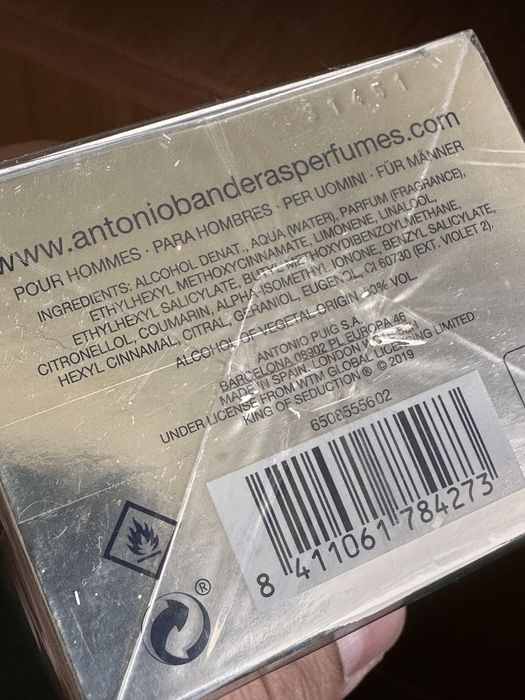 31451
www.antoniobanderasperfumes.com
POUR HOMMES · PARA HOMBRES · PER UOMINI · FÜR MÄNNER
INGREDIENTS: ALCOHOL DENAT., AQUA (WATER), PARFUM (FRAGRANCE),
ETHYLHEXYL METHOXYCINNAMATE, LIMONENE, LINALOOL,
ETHYLHEXYL SALICYLATE, BUTYL METHOXYDIBENZOYLMETHANE,
CITRONELLOL, COUMARIN, ALPHA-ISOMETHYL IONONE, BENZYL SALICYLATE,
HEXYL CINNAMAL, CITRAL, GERANIOL, EUGENOL, CI 60730 (EXT. VIOLET 2).
ALCOHOL OF VEGETAL ORIGIN 80% VOL.
ANTONIO PUIG S.A.
BARCELONA 08902 PL EUROPA 46
MADE IN SPAIN. LONDON
UNDER LICENSE FROM WTM GLOBAL LICENSING LIMITED
KING OF SEDUCTION ® © 2019
6506555602
8 411061 784273
®